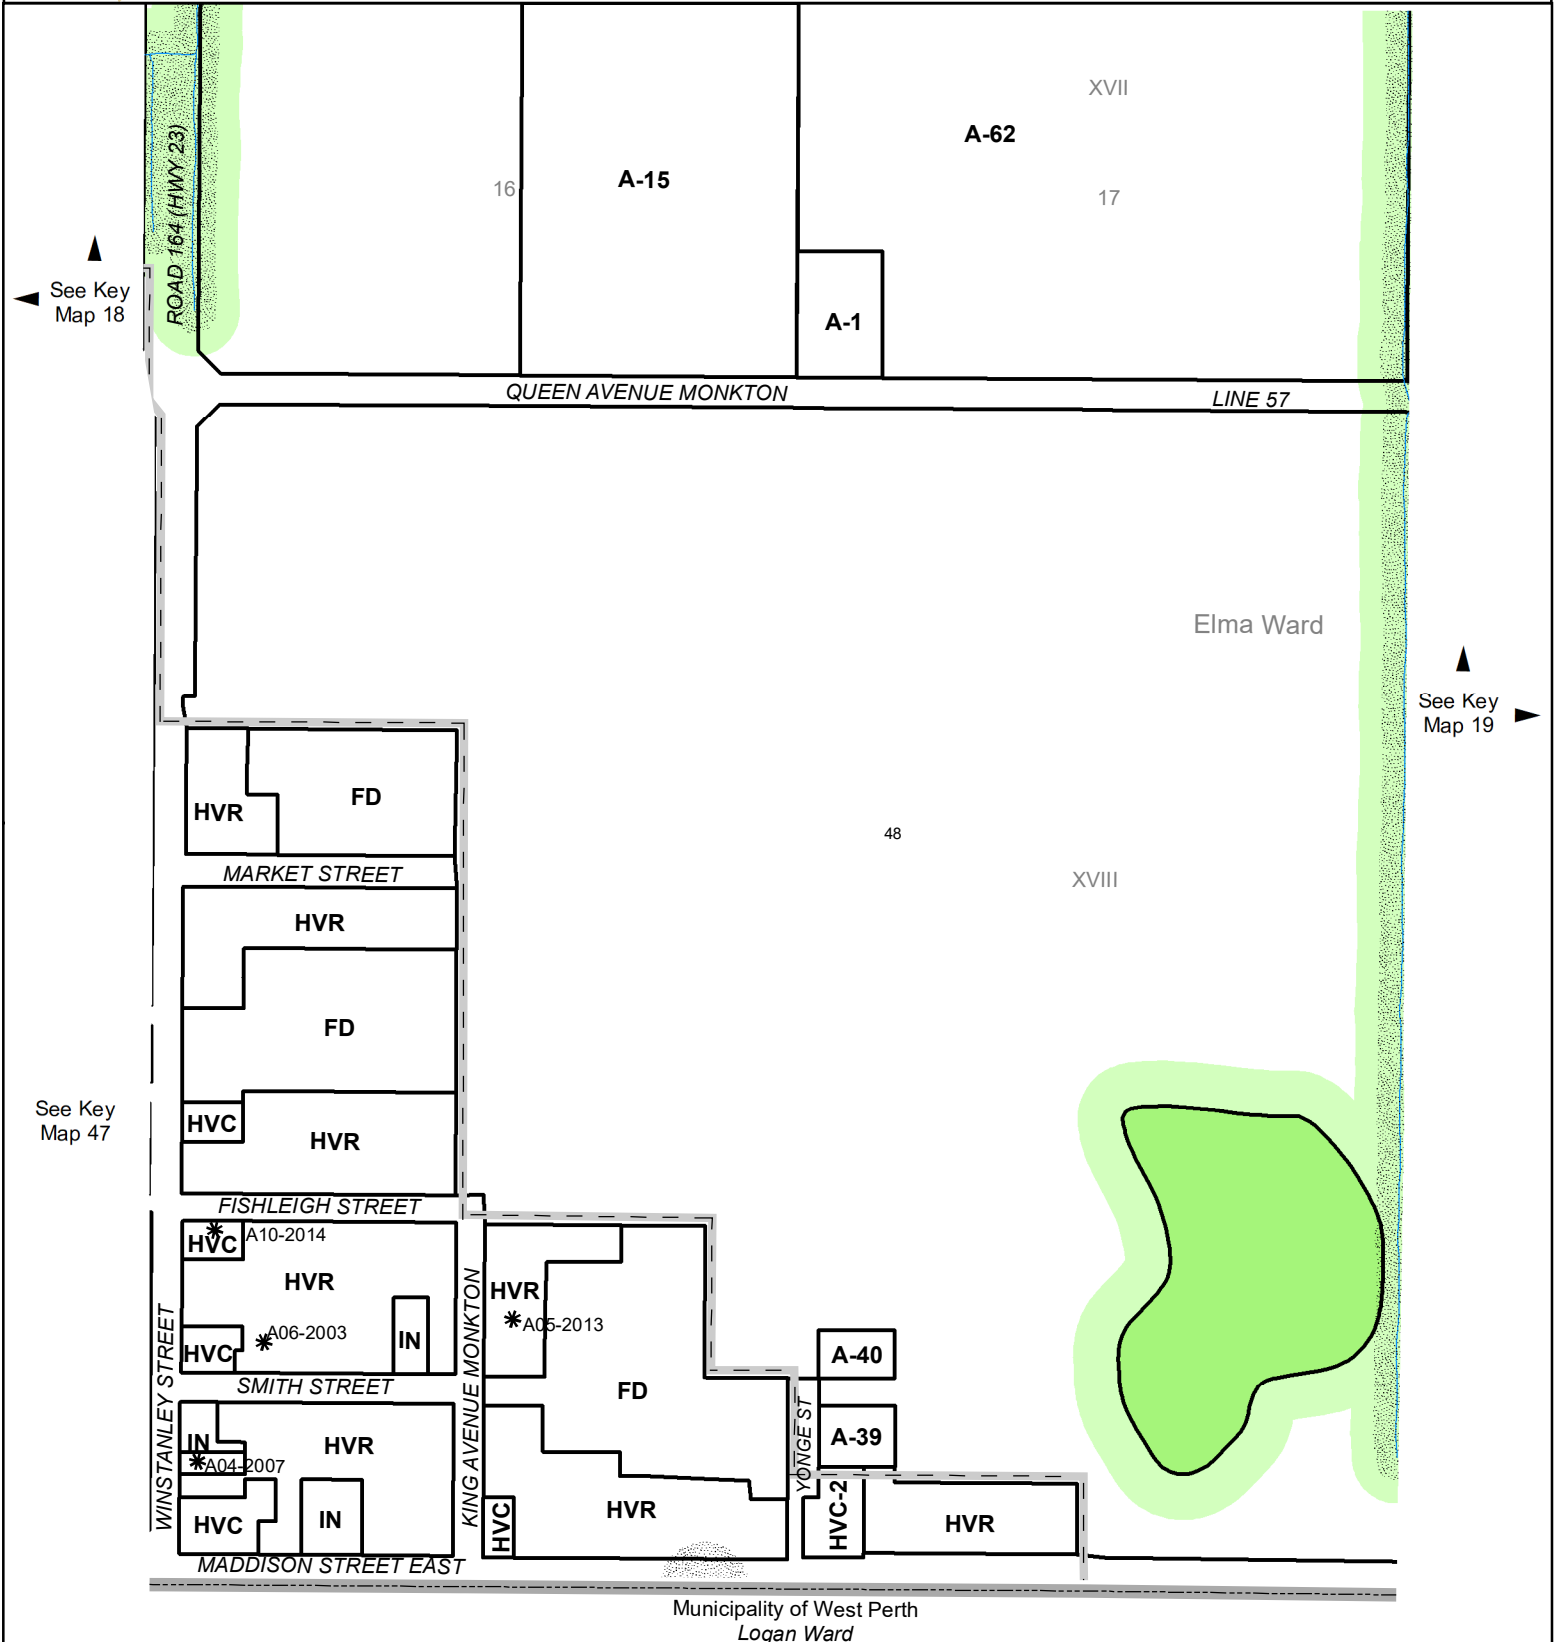 XVII
A-62
ROAD 164 (HWY 23)
16
A-15
17
See Key
Map 18
A-1
QUEEN AVENUE MONKTON
LINE 57
Elma Ward
See Key
Map 19
HVR
FD
48
MARKET STREET
XVIII
HVR
FD
See Key
Map 47
HVC
HVR
FISHLEIGH STREET
A10-2014
HVC
HVR
HVR
A05-2013
A06-2003
IN
HVC
A-40
WINSTANLEY STREET
KING AVENUE MONKTON
SMITH STREET
FD
YONGE ST
A-39
IN
HVR
A04-2007
HVC
IN
HVC
HVR
HVC-2
HVR
MADDISON STREET EAST
Municipality of West Perth
Logan Ward